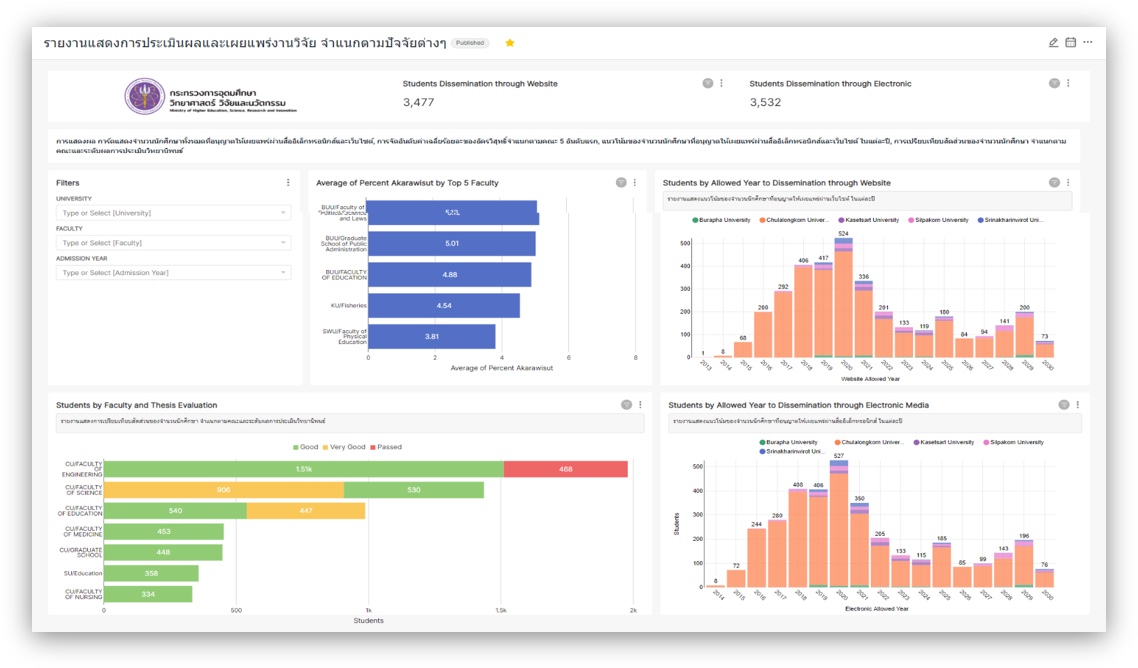 รายงานแสดงการประเมินผลและเผยแพร่งานวิจัย จำแนกตามปัจจัยต่างๆ Published
กระทรวงการอุดมศึกษา
วิทยาศาสตร์ วิจัยและนวัตกรรม
Ministry of Higher Education, Science, Research and Innovation
Students Dissemination through Website
3,477
Students Dissemination through Electronic
3,532
การแสดงผล การ์ดแสดงจำนวนนักศึกษาทั้งหมดที่อนุญาตให้เผยแพร่ผ่านสื่ออิเล็กทรอนิกส์และเว็บไซต์, การจัดอันดับค่าเฉลี่ยร้อยละของอัครวิสุทธิ์จำแนกตามคณะ 5 อันดับแรก, แนวโน้มของจำนวนนักศึกษาที่อนุญาตให้เผยแพร่ผ่านสื่ออิเล็กทรอนิกส์และเว็บไซต์ ในแต่ละปี, การเปรียบเทียบสัดส่วนของจำนวนนักศึกษา จำแนกตาม
คณะและระดับผลการประเมินวิทยานิพนธ์
Filters
UNIVERSITY
Type or Select [University]
FACULTY
Type or Select [Faculty]
ADMISSION YEAR
Type or Select [Admission Year]
Average of Percent Akarawisut by Top 5 Faculty
BUU/Faculty of
and Laws
BUU/Graduate
School of Public
Administration
5.01
BUU/FACULTY
OF EDUCATION
4.88
KU/Fisheries
4.54
SWU/Faculty of
Physical
Education
3.81
0 2 4 6 8
Average of Percent Akarawisut
Students by Allowed Year to Dissemination through Website
รายงานแสดงแนวโน้มของจำนวนนักศึกษาที่อนุญาตให้เผยแพร่ผ่านเว็บไซต์ ในแต่ละปี
Burapha University Chulalongkorn Univer... Kasetsart University Silpakorn University Srinakharinwirot Uni...
500
400
300
200
100
0
1 8 68 200 292 406 417 524 336 201 133 119 180 84 94 141 200 73
2013 2014 2015 2016 2017 2018 2019 2020 2021 2022 2023 2024 2025 2026 2027 2028 2029 2030
Website Allowed Year
Students by Faculty and Thesis Evaluation
รายงานแสดงการเปรียบเทียบสัดส่วนของจำนวนนักศึกษา จำแนกตามคณะและระดับผลการประเมินวิทยานิพนธ์
Good Very Good Passed
CU/FACULTY
OF
ENGINEERING
1.51k 468
CU/FACULTY
OF SCIENCE
906 530
CU/FACULTY
OF EDUCATION
540 447
CU/FACULTY
OF MEDICINE
453
CU/GRADUATE
SCHOOL
448
SU/Education
358
CU/FACULTY
OF NURSING
334
0 500 1k 1.5k 2k
Students
Students by Allowed Year to Dissemination through Electronic Media
รายงานแสดงแนวโน้มของจำนวนนักศึกษาที่อนุญาตให้เผยแพร่ผ่านสื่ออิเล็กทรอนิกส์ ในแต่ละปี
Burapha University Chulalongkorn Univer... Kasetsart University Silpakorn University
Srinakharinwirot Uni...
Students
500
400
300
200
100
0
8 72 244 280 408 406 527 350 205 133 115 185 85 99 143 196 76
2014 2015 2016 2017 2018 2019 2020 2021 2022 2023 2024 2025 2026 2027 2028 2029 2030
Electronic Allowed Year